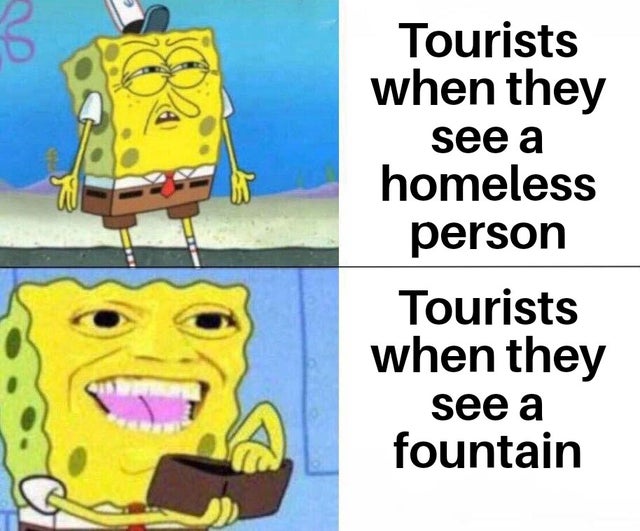 Tourists
when they
see a
homeless
person
Tourists
when they
see a
fountain